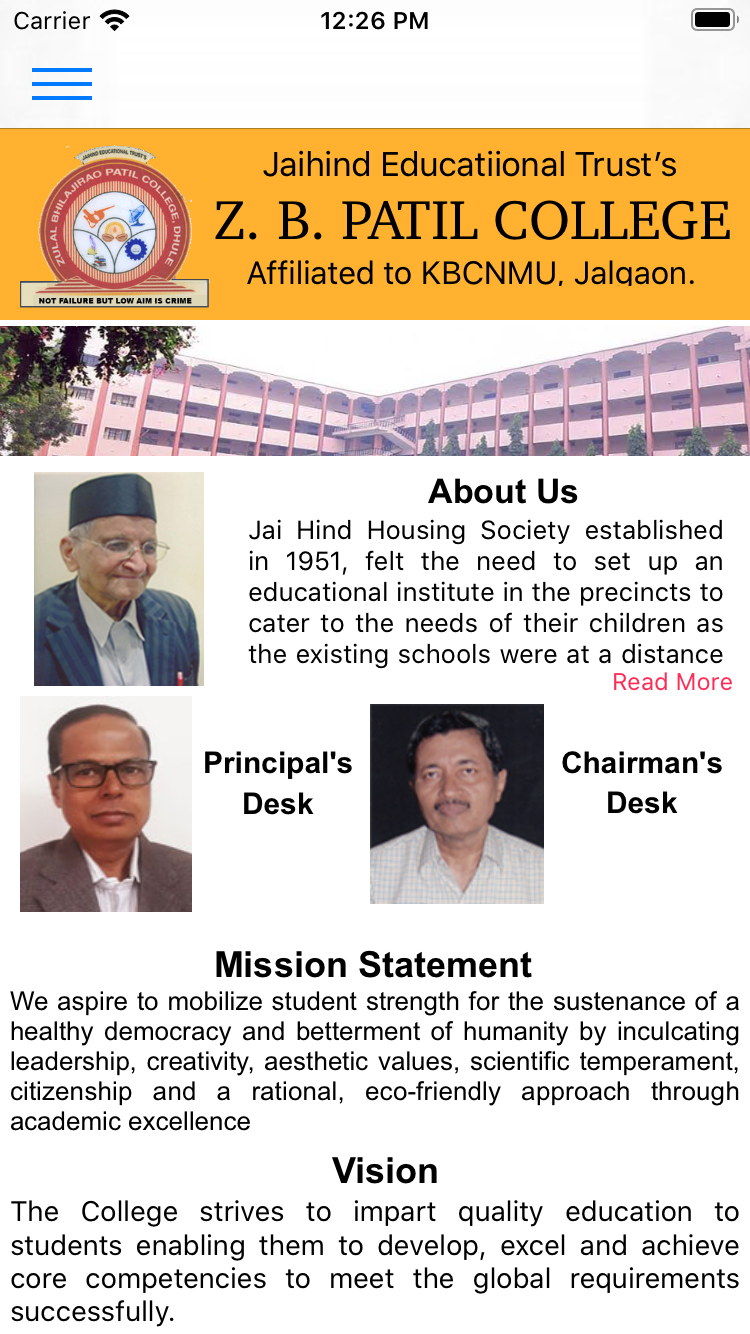 Carrier
12:26 PM
JAIHIND EDUCATIONAL TRUST'S
ZULAL BHILAJIRAO PATIL COLLEGE, DHULE
NOT FAILURE BUT LOW AIM IS CRIME
Jaihind Educatiional Trust’s
Z. B. PATIL COLLEGE
Affiliated to KBCNMU, Jalgaon.
About Us
Jai Hind Housing Society established
in 1951, felt the need to set up an
educational institute in the precincts to
cater to the needs of their children as
the existing schools were at a distance
Read More
Principal's
Desk
Chairman's
Desk
Mission Statement
We aspire to mobilize student strength for the sustenance of a
healthy democracy and betterment of humanity by inculcating
leadership, creativity, aesthetic values, scientific temperament,
citizenship and a rational, eco-friendly approach through
academic excellence
Vision
The College strives to impart quality education to
students enabling them to develop, excel and achieve
core competencies to meet the global requirements
successfully.